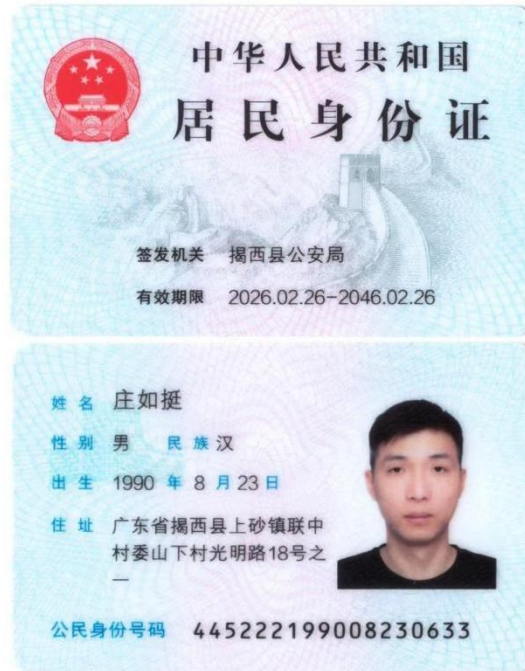 中华人民共和国
居民身份证
签发机关 揭西县公安局
有效期限 2026.02.26-2046.02.26
姓名 庄如挺
性别 男 民族 汉
出生 1990 年 8 月 23 日
住址 广东省揭西县上砂镇联中
村委山下村光明路18号之
一
公民身份号码 445222199008230633